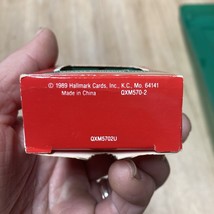 © 1989 Hallmark Cards, Inc., K.C., Mo. 64141
Made in China QXM570-2
QXM5702U